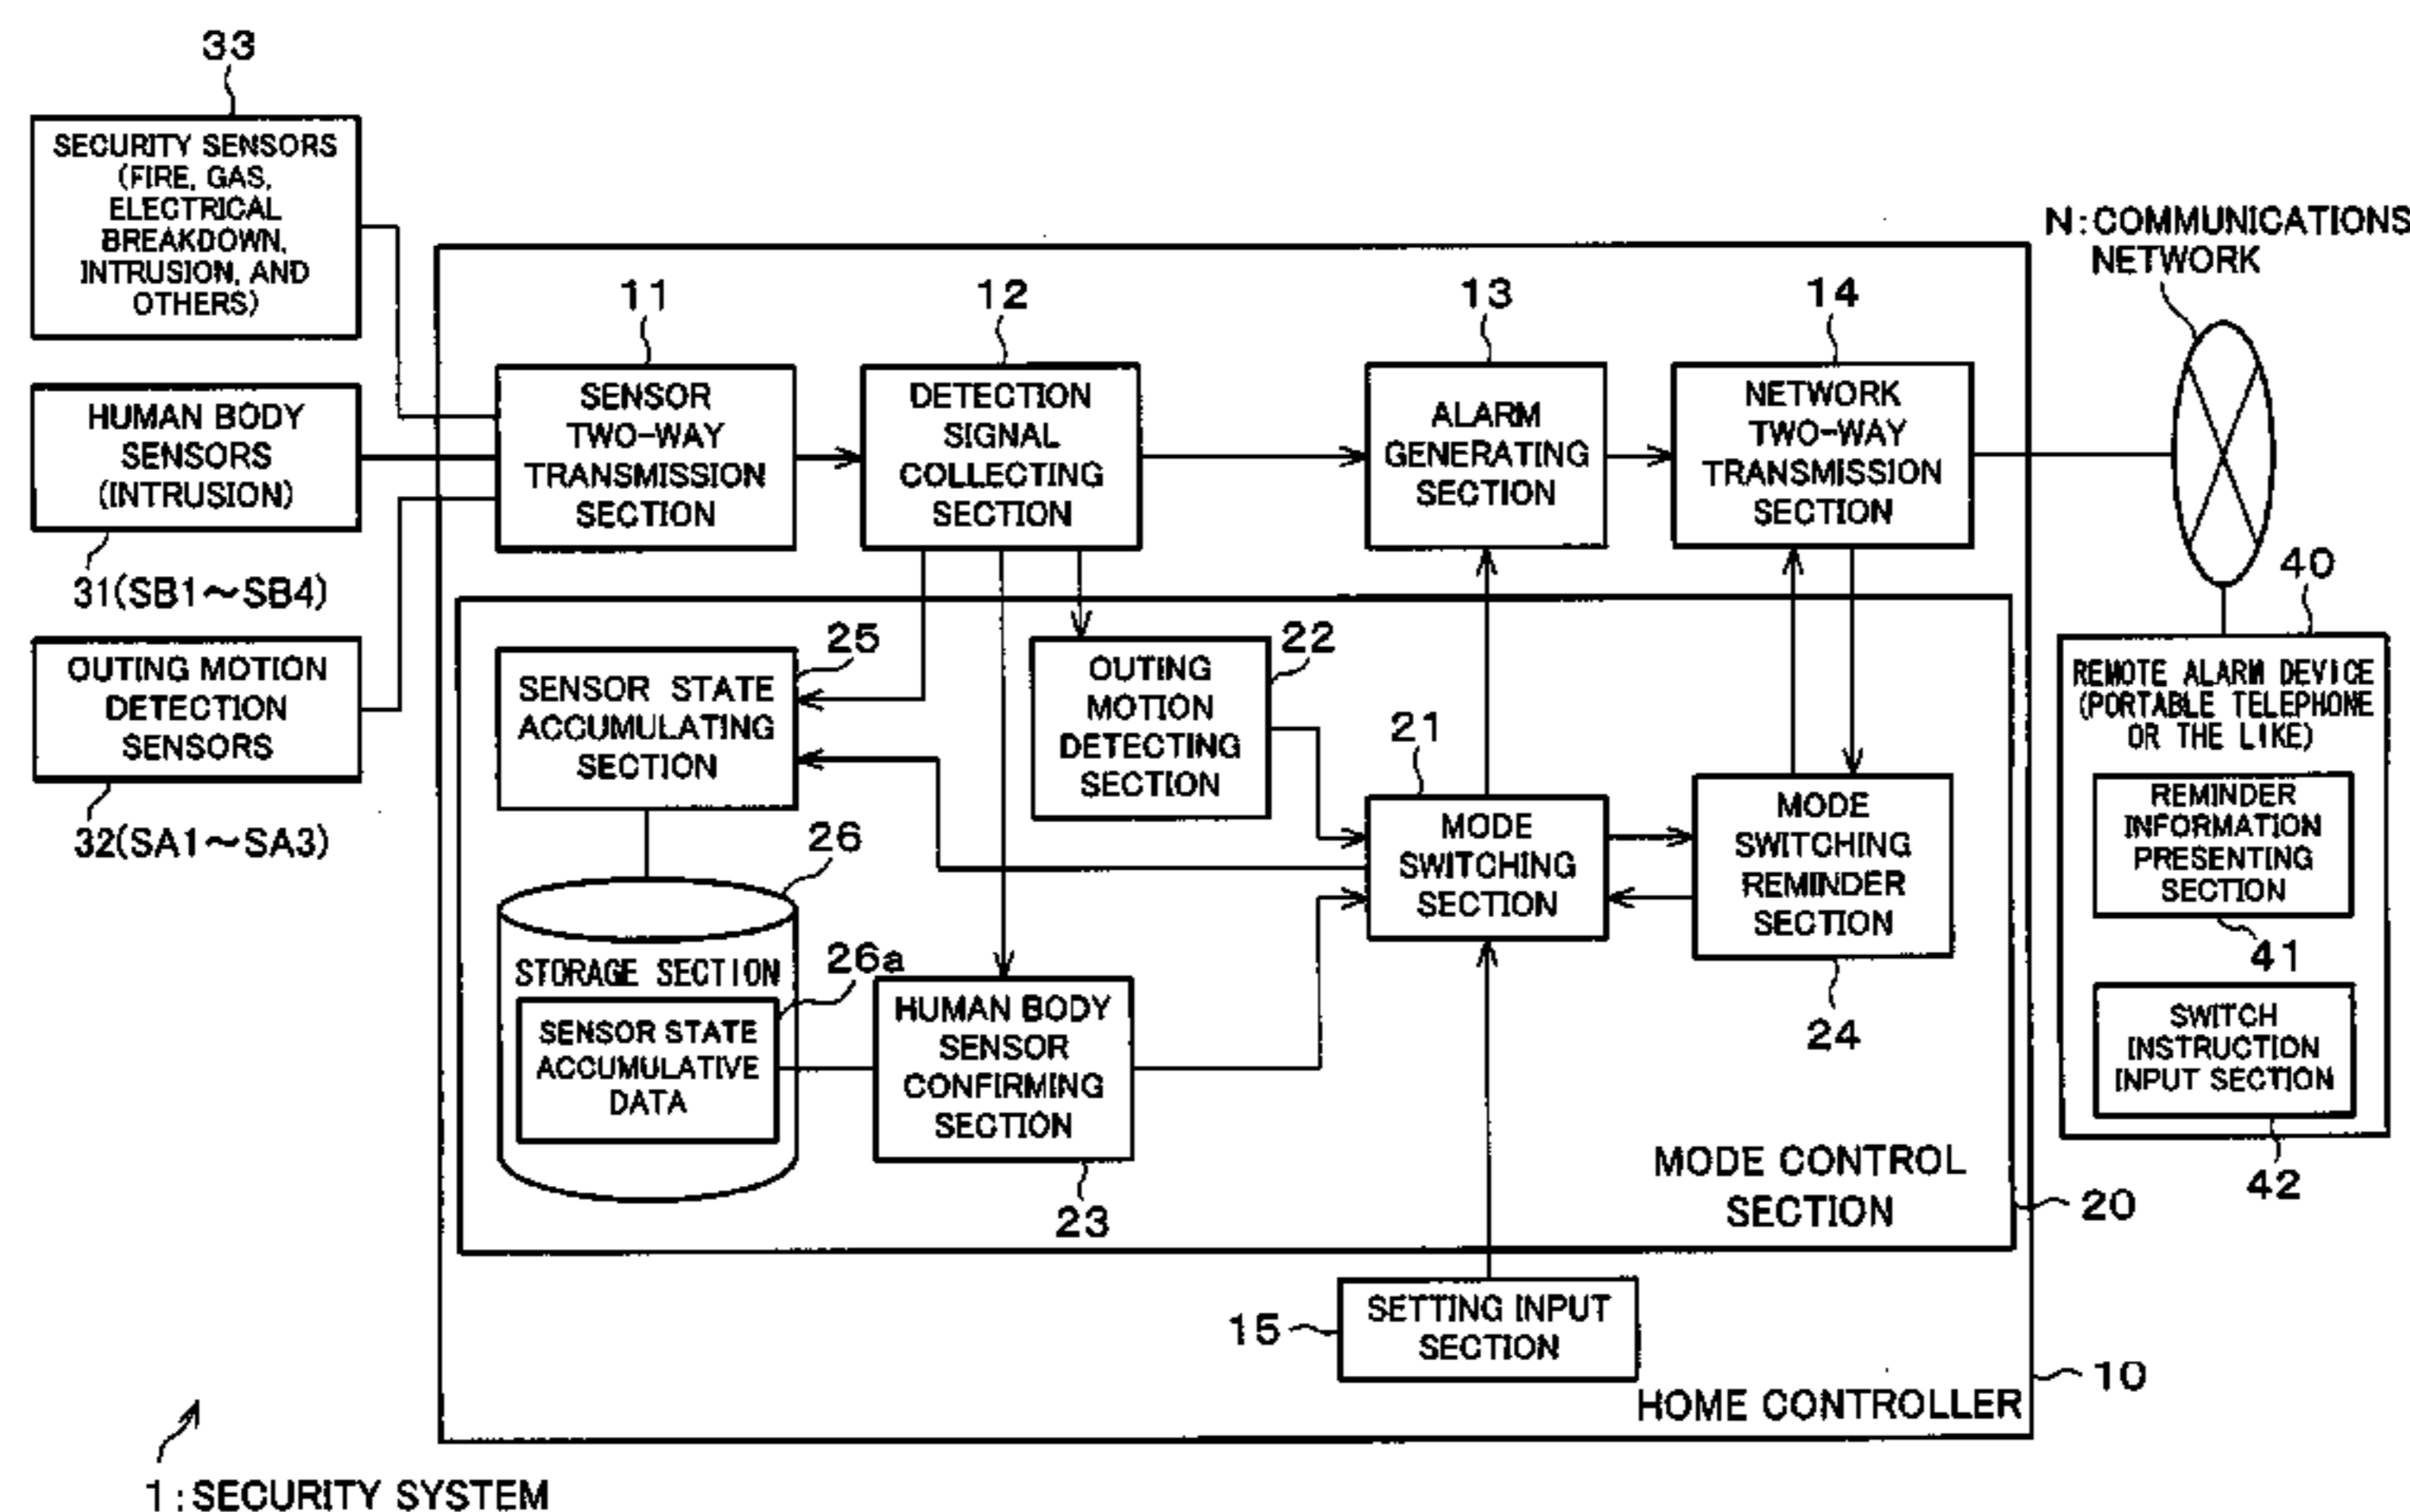 33
SECURITY SENSORS
(FIRE, GAS,
ELECTRICAL
BREAKDOWN,
INTRUSION, AND
OTHERS)
HUMAN BODY
SENSORS
(INTRUSION)
31(SB1～SB4)
OUTING MOTION
DETECTION
SENSORS
32(SA1～SA3)
11
SENSOR
TWO-WAY
TRANSMISSION
SECTION
12
DETECTION
SIGNAL
COLLECTING
SECTION
13
ALARM
GENERATING
SECTION
14
NETWORK
TWO-WAY
TRANSMISSION
SECTION
N:COMMUNICATIONS
NETWORK
25
SENSOR STATE
ACCUMULATING
SECTION
22
OUTING
MOTION
DETECTING
SECTION
21
MODE
SWITCHING
SECTION
MODE
SWITCHING
REMINDER
SECTION
24
26
STORAGE SECTION
26a
SENSOR STATE
ACCUMULATIVE
DATA
HUMAN BODY
SENSOR
CONFIRMING
SECTION
23
MODE CONTROL
SECTION
20
15
SETTING INPUT
SECTION
HOME CONTROLLER
10
40
REMOTE ALARM DEVICE
(PORTABLE TELEPHONE
OR THE LIKE)
REMINDER
INFORMATION
PRESENTING
SECTION
41
SWITCH
INSTRUCTION
INPUT SECTION
42
1:SECURITY SYSTEM